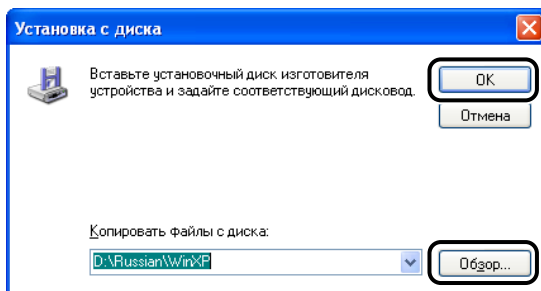 Установка с диска
Вставьте установочный диск изготовителя
устройства и задайте соответствующий дисковод.
OK
Отмена
Копировать файлы с диска:
D:\Russian\WinXP
Обзор...